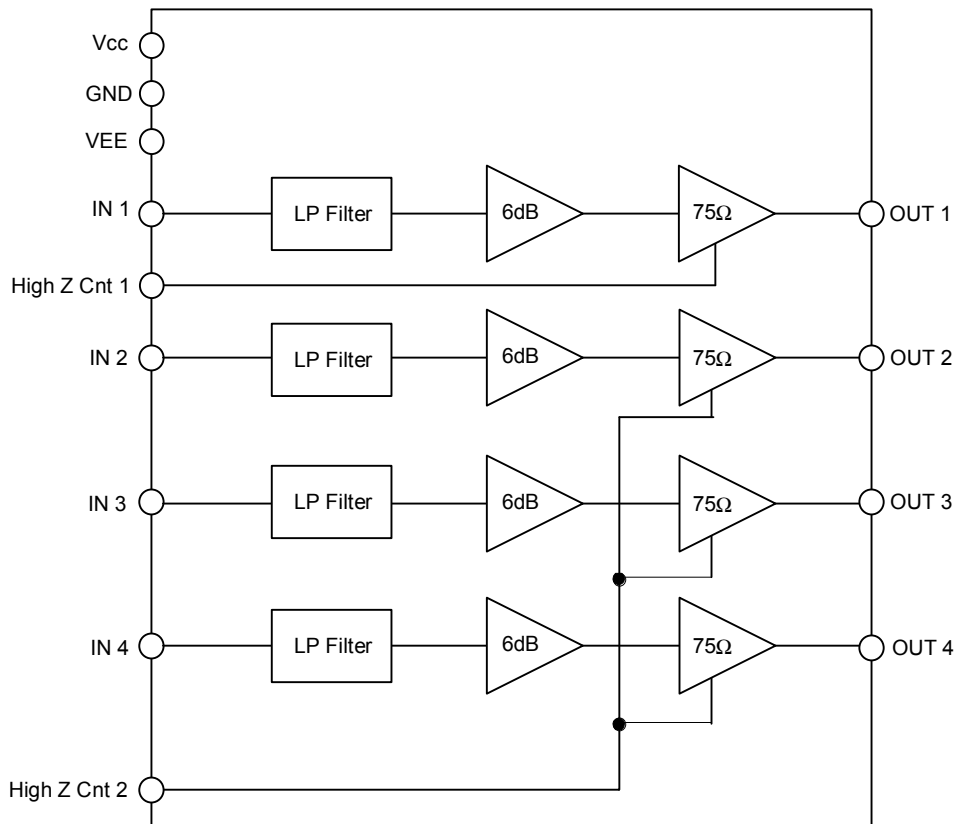 Vcc
GND
VEE
IN 1
LP Filter
6dB
75Ω
OUT 1
High Z Cnt 1
IN 2
LP Filter
6dB
75Ω
OUT 2
IN 3
LP Filter
6dB
75Ω
OUT 3
IN 4
LP Filter
6dB
75Ω
OUT 4
High Z Cnt 2